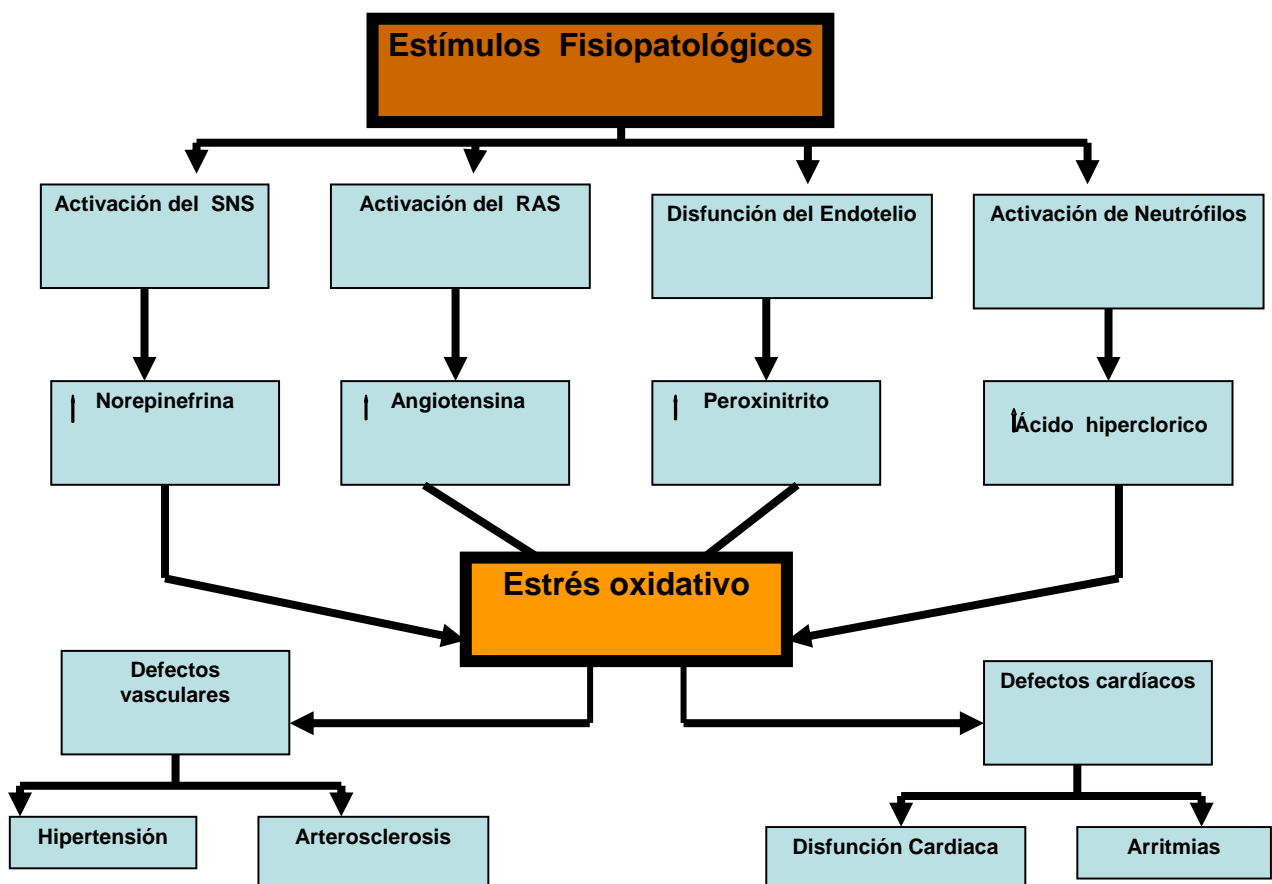 Estímulos Fisiopatológicos
Activación del SNS
Activación del RAS
Disfunción del Endotelio
Activación de Neutrófilos
Norepinefrina
Angiotensina
Peroxinitrito
Ácido hiperclorico
Estrés oxidativo
Defectos
vasculares
Defectos cardíacos
Hipertensión
Arterosclerosis
Disfunción Cardiaca
Arritmias